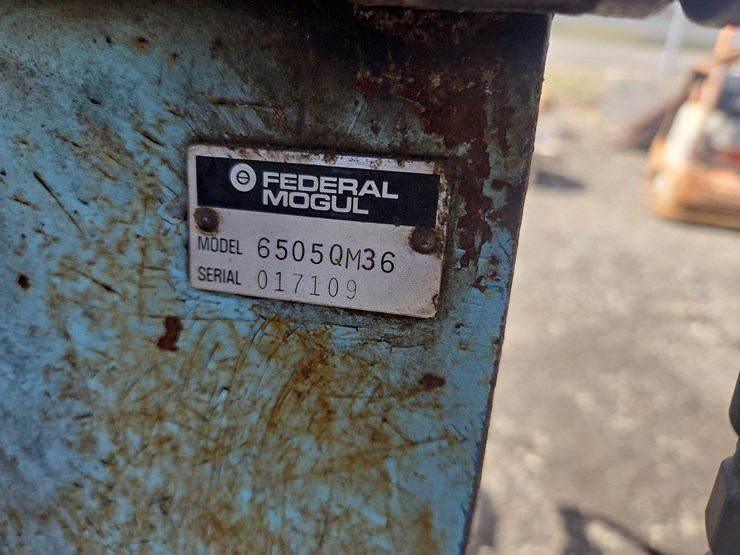 FEDERAL
MOGUL
MODEL 6505QM36
SERIAL 017109